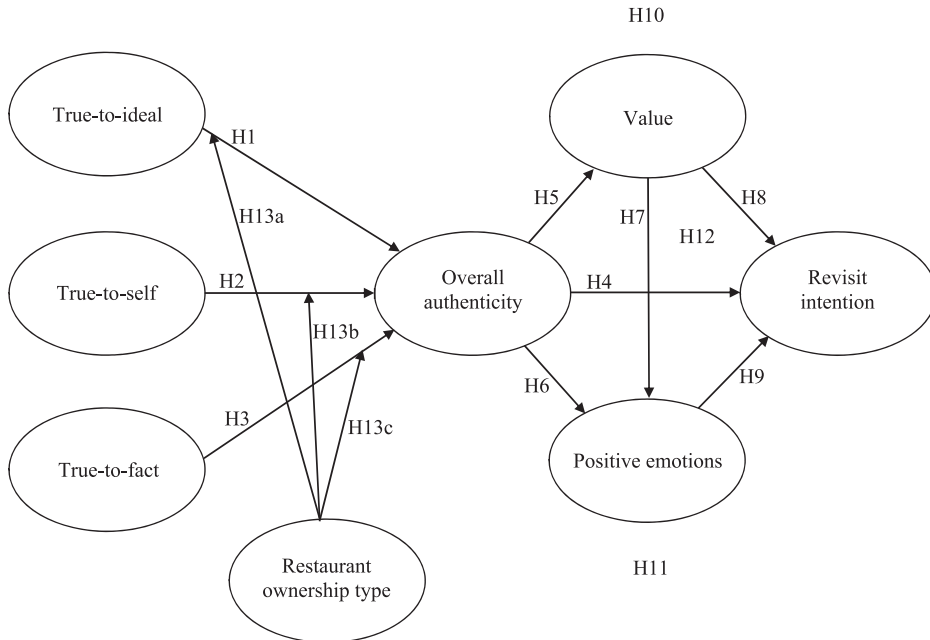 H10
True-to-ideal
Value
H1
H5
H8
H13a
H7
H12
True-to-self
H2
Overall
authenticity
H4
Revisit
intention
H13b
H6
H9
H3
H13c
True-to-fact
Positive emotions
Restaurant
ownership type
H11